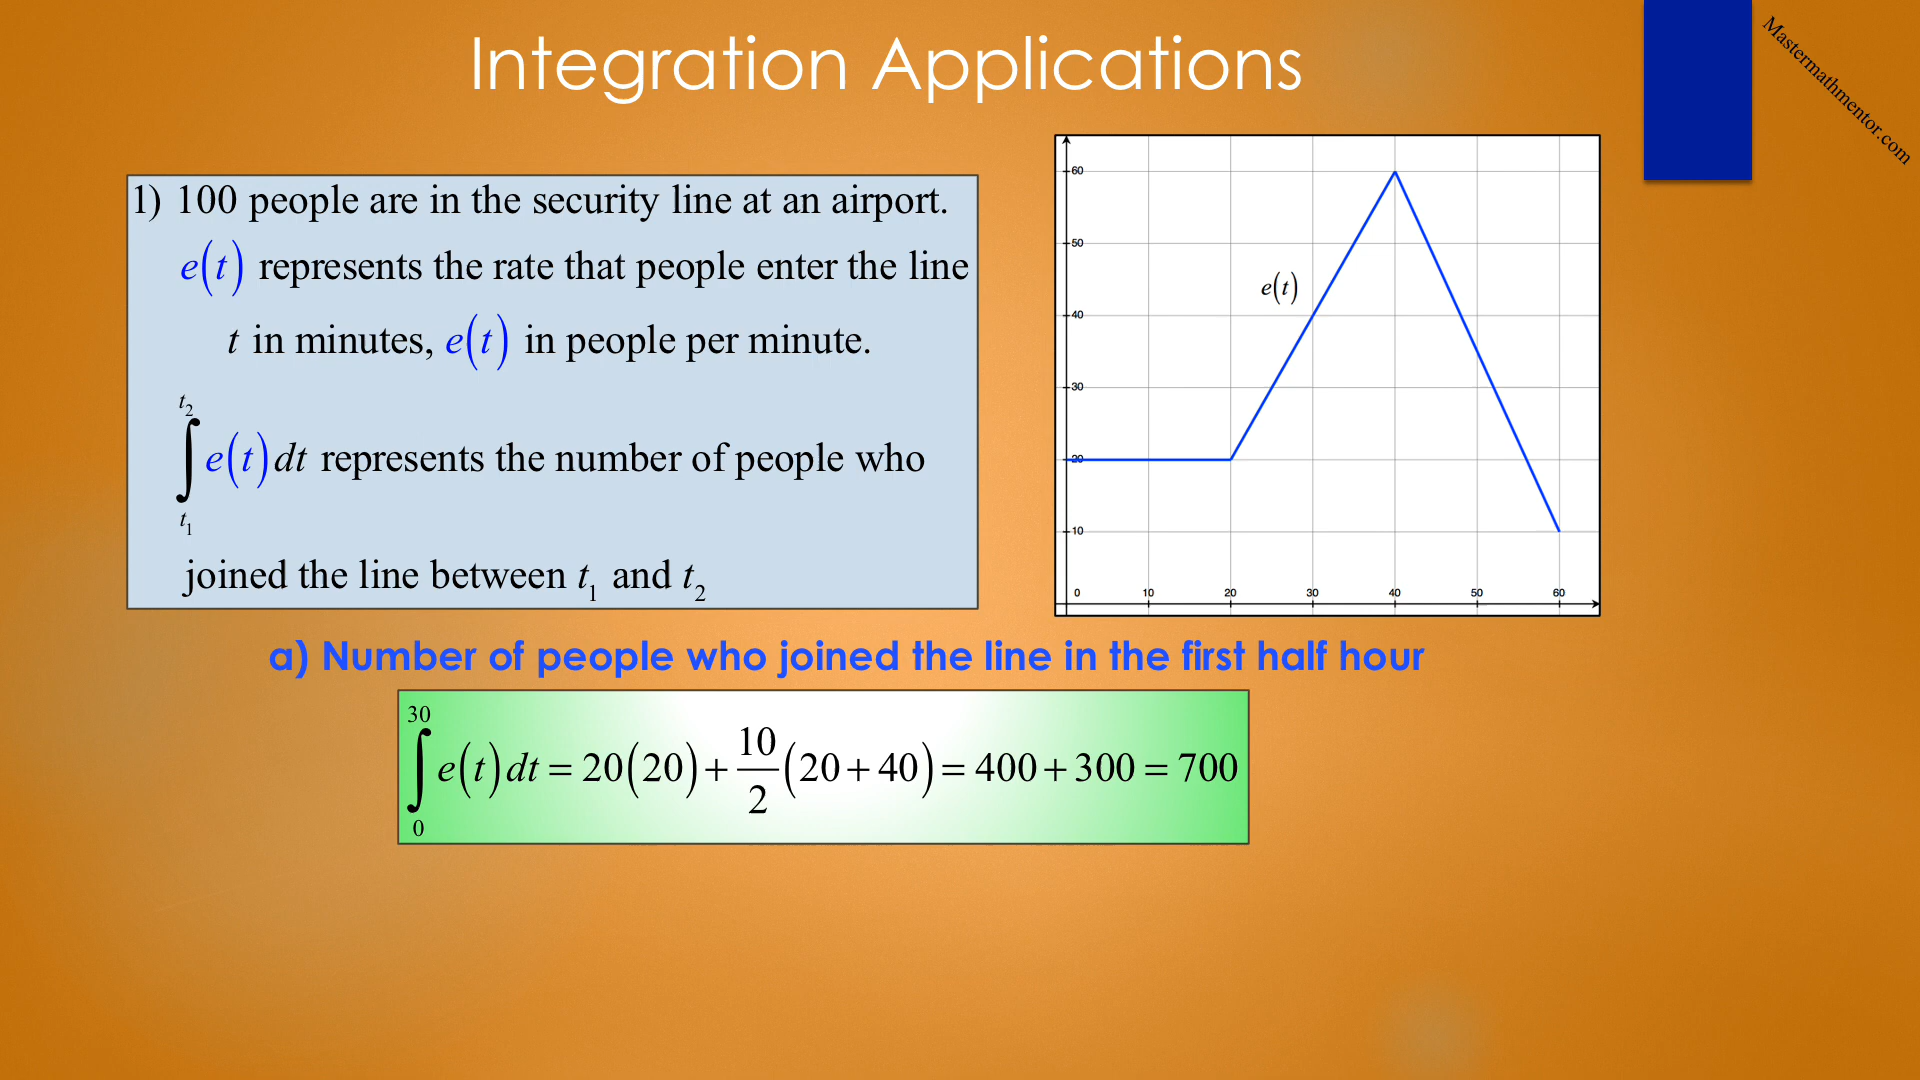 Integration Applications
Mastermathmentor.com
1) 100 people are in the security line at an airport.
e(t) represents the rate that people enter the line
t in minutes, e(t) in people per minute.
∫_{t₁}^{t₂} e(t) dt represents the number of people who
joined the line between t₁ and t₂
60
50
e(t)
40
30
20
10
0 10 20 30 40 50 60
a) Number of people who joined the line in the first half hour
∫_{0}^{30} e(t) dt = 20(20) + 10/2 (20 + 40) = 400 + 300 = 700